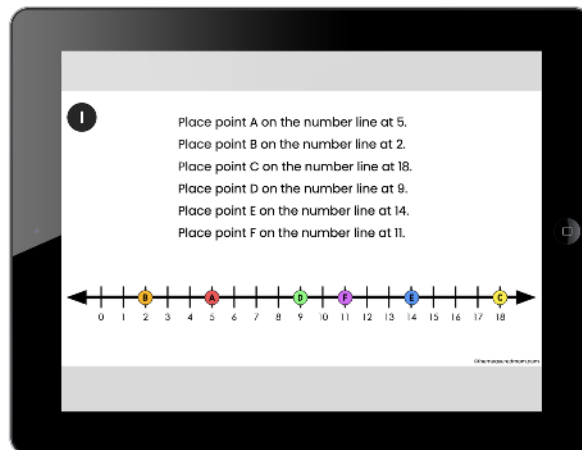 I
Place point A on the number line at 5.
Place point B on the number line at 2.
Place point C on the number line at 18.
Place point D on the number line at 9.
Place point E on the number line at 14.
Place point F on the number line at 11.
B A D F E C
0 1 2 3 4 5 6 7 8 9 10 11 12 13 14 15 16 17 18
©themeasuredmom.com